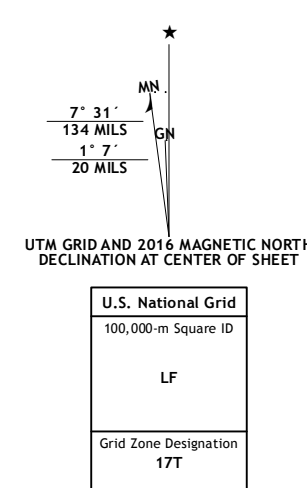 ★
MN
7° 31´
134 MILS
GN
1° 7´
20 MILS
UTM GRID AND 2016 MAGNETIC NORTH
DECLINATION AT CENTER OF SHEET
U.S. National Grid
100,000-m Square ID
LF
Grid Zone Designation
17T